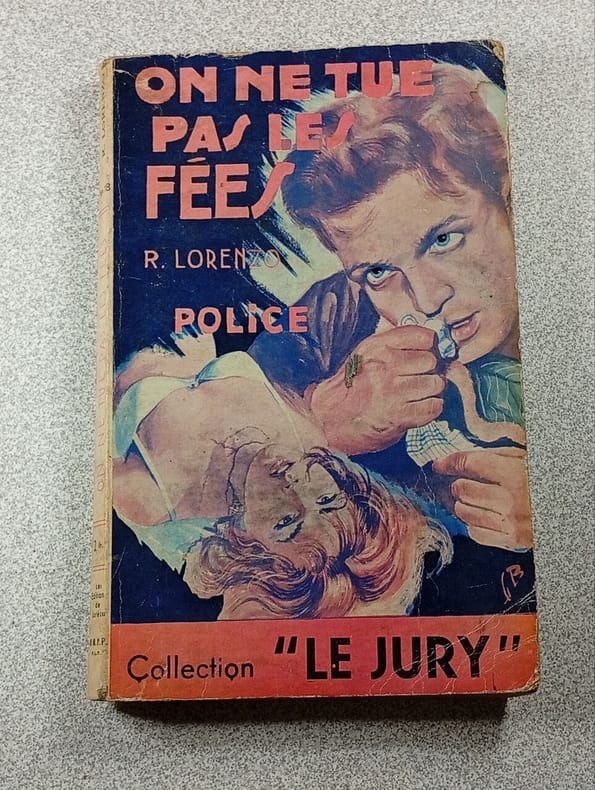 ON NE TUE
PAS LES
FÉES
R. LORENZO
POLICE
Collection "LE JURY"